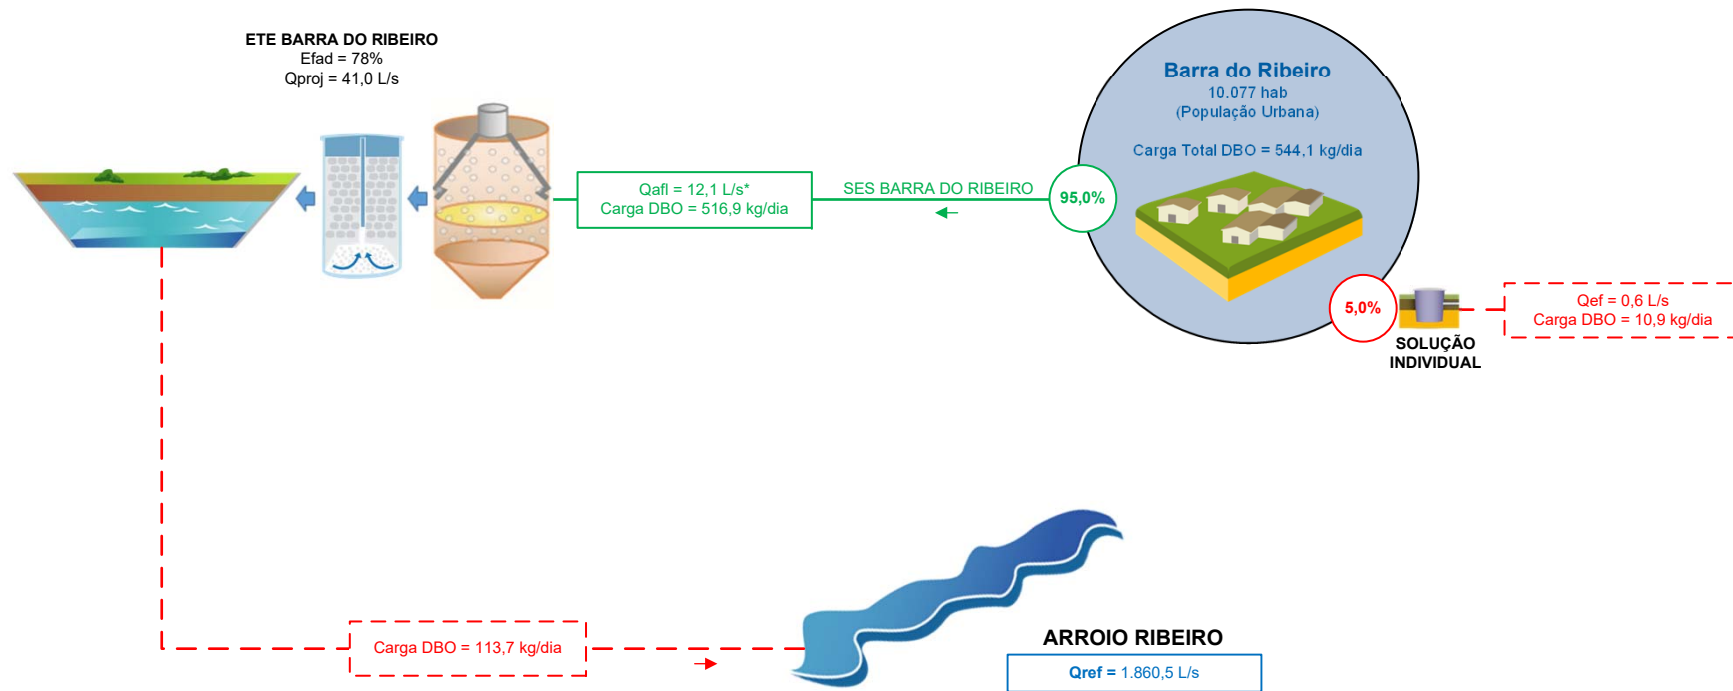 ETE BARRA DO RIBEIRO
Efad = 78%
Qproj = 41,0 L/s
Barra do Ribeiro
10.077 hab
(População Urbana)
Carga Total DBO = 544,1 kg/dia
Qafl = 12,1 L/s*
Carga DBO = 516,9 kg/dia
SES BARRA DO RIBEIRO
95,0%
5,0%
SOLUÇÃO
INDIVIDUAL
Qef = 0,6 L/s
Carga DBO = 10,9 kg/dia
Carga DBO = 113,7 kg/dia
ARROIO RIBEIRO
Qref = 1.860,5 L/s